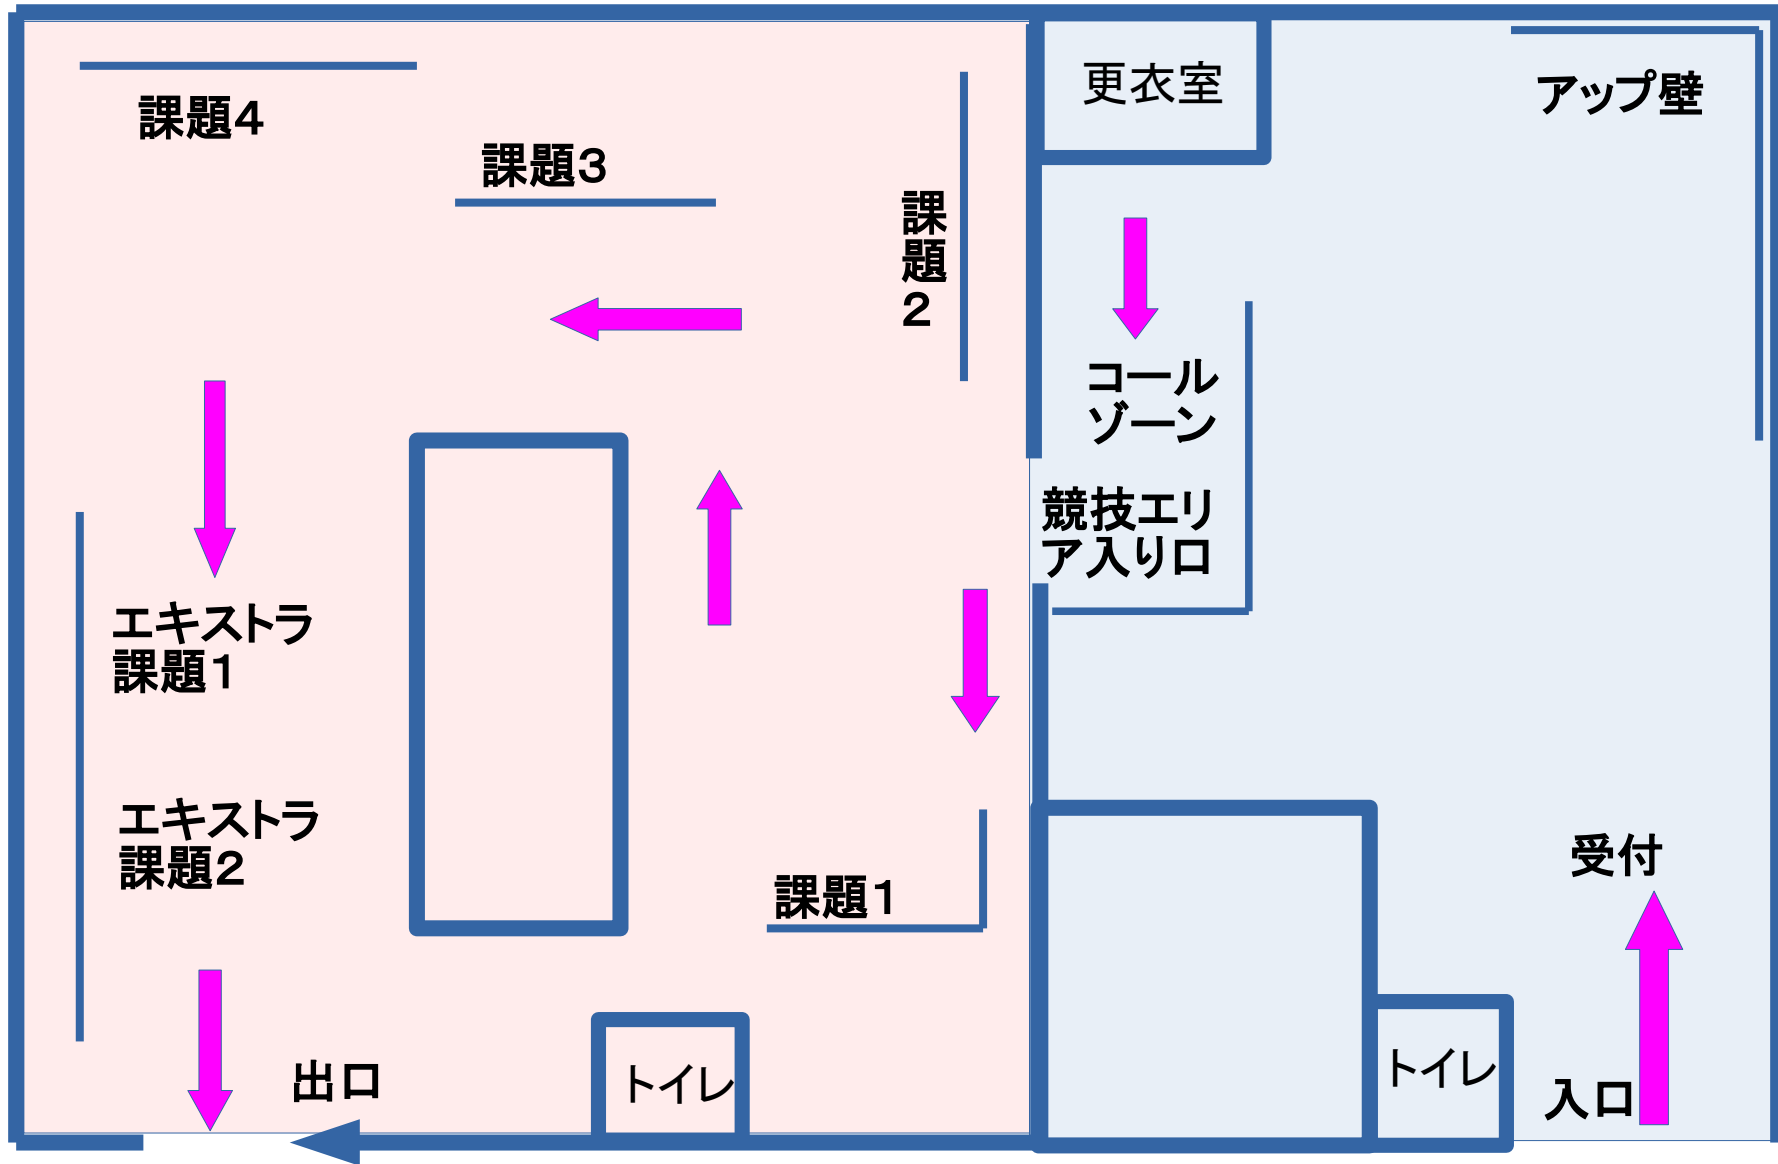 更衣室
アップ壁
課題4
課題3
課題2
コール
ゾーン
競技エリ
ア入り口
エキストラ
課題1
エキストラ
課題2
課題1
受付
出口
トイレ
トイレ
入口